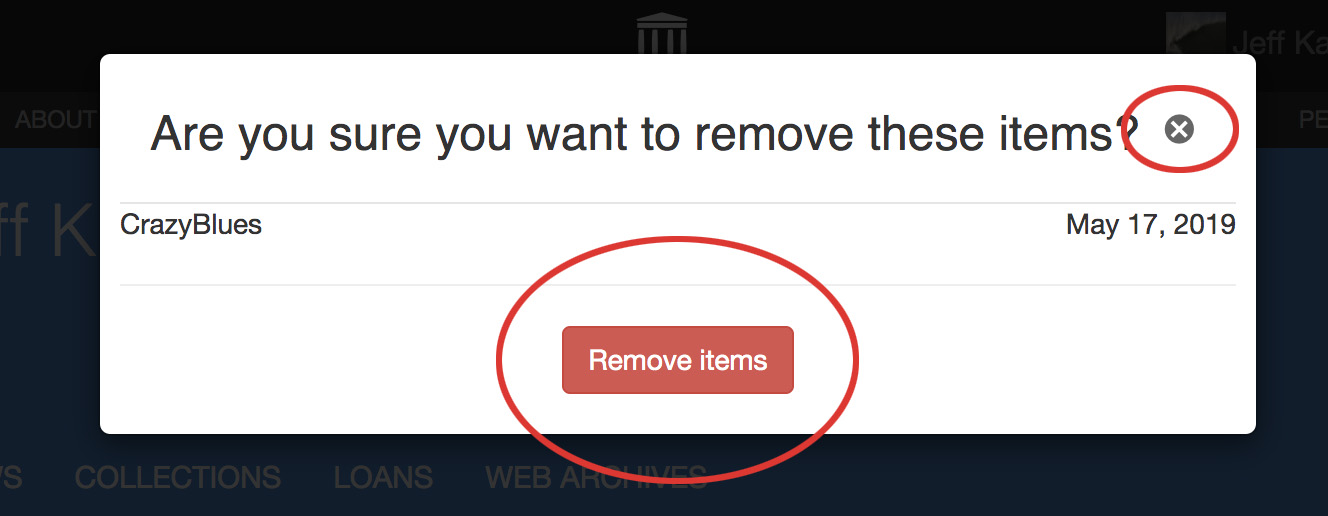 Jeff Ka
ABOUT
PE
Are you sure you want to remove these items?
CrazyBlues May 17, 2019
ff K
Remove items
S COLLECTIONS LOANS WEB ARCHIVES